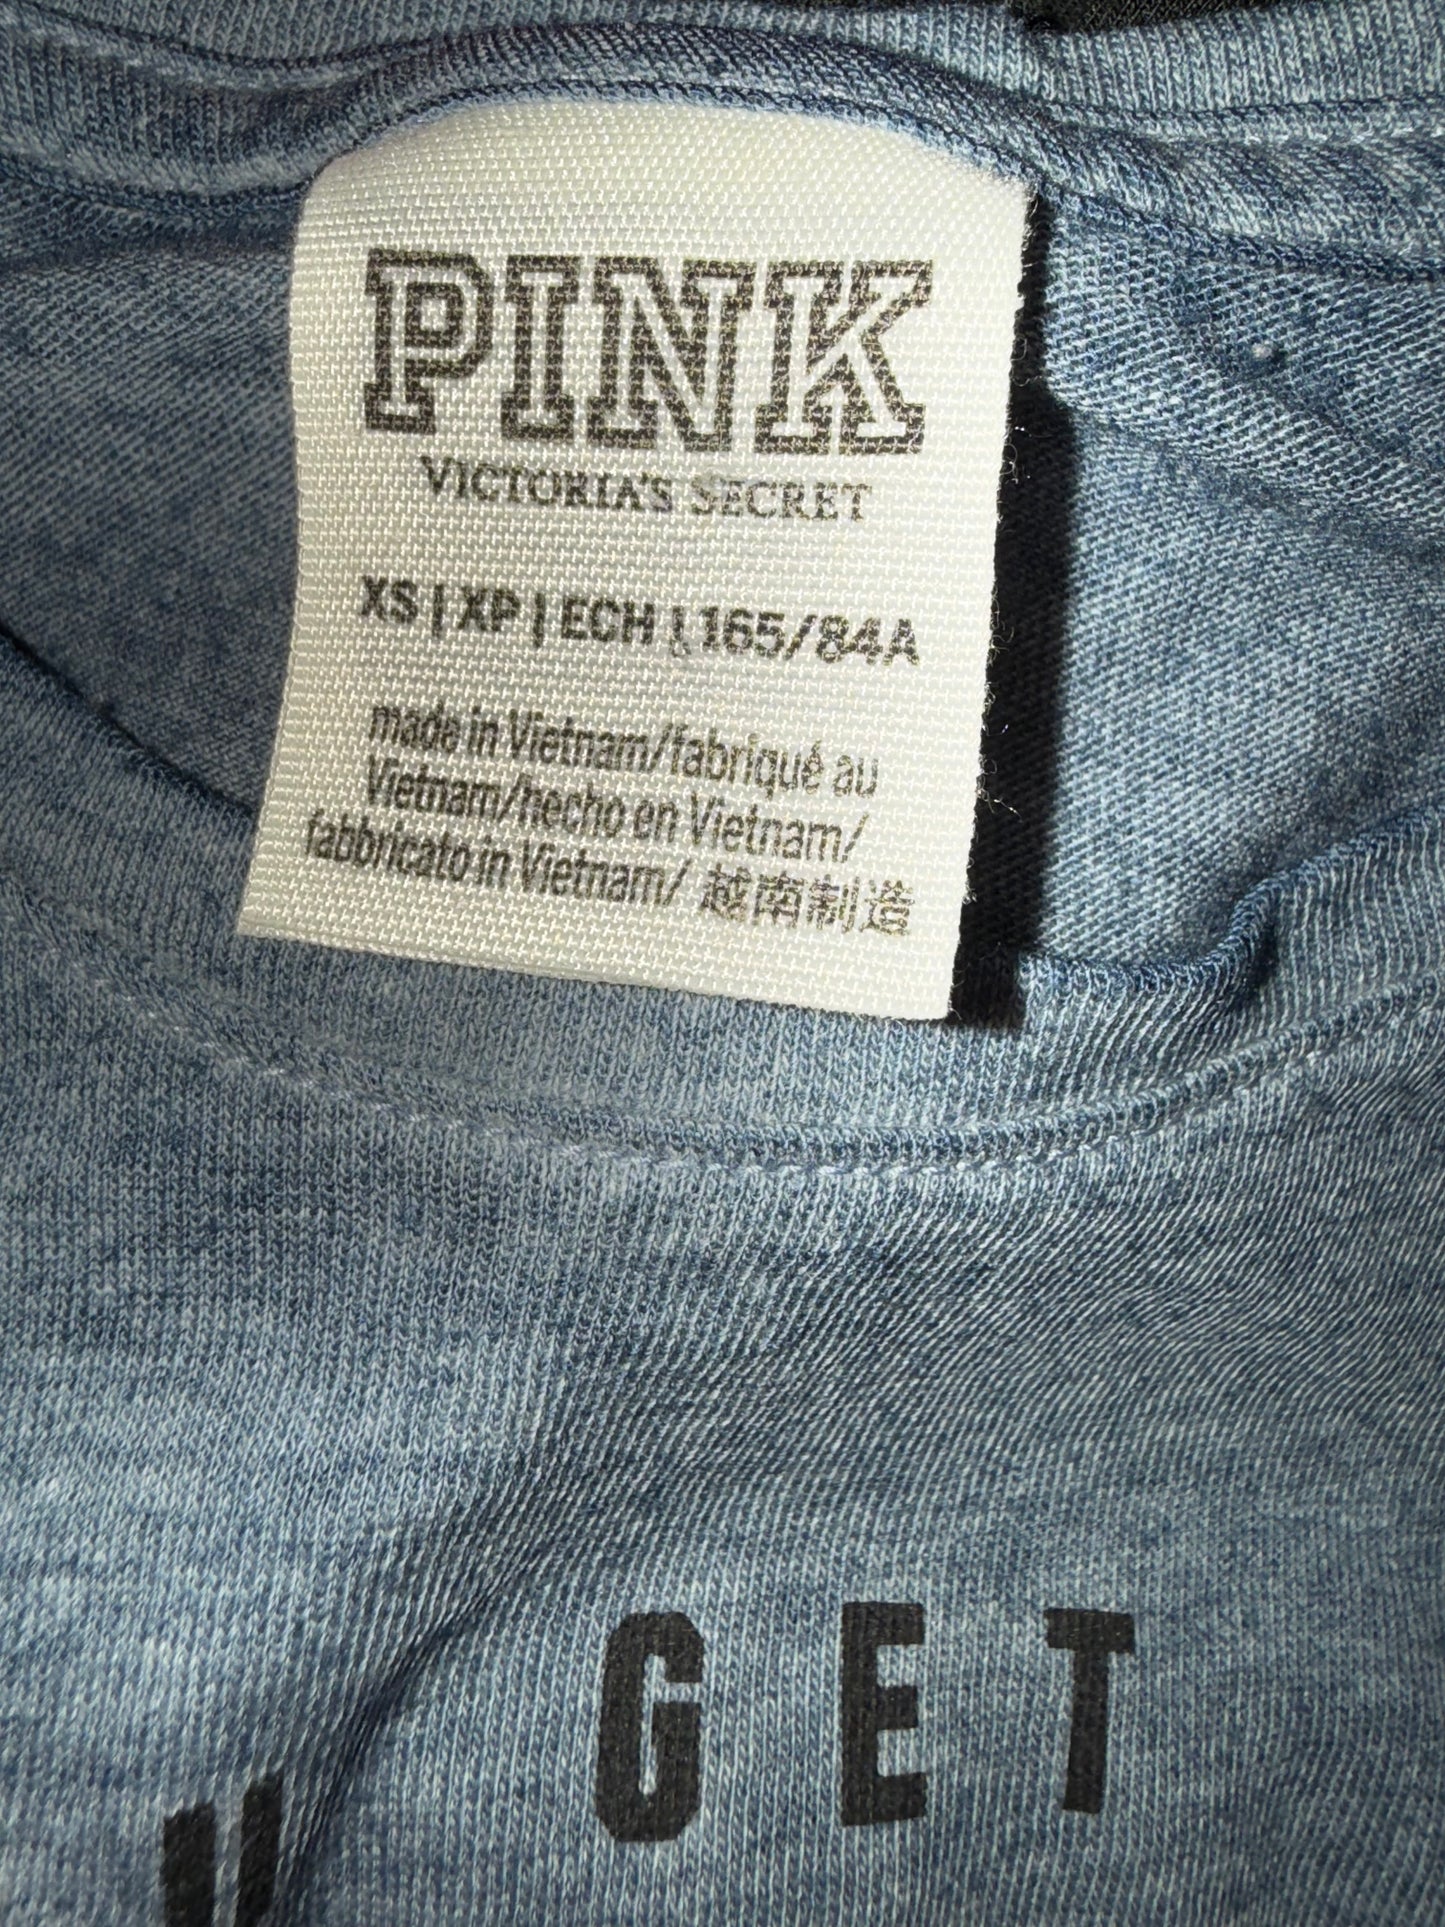 PINK
VICTORIA'S SECRET
XS | XP | ECH | 165/84A
made in Vietnam/fabriqué au
Vietnam/hecho en Vietnam/
fabbricato in Vietnam/ 越南制造
GET